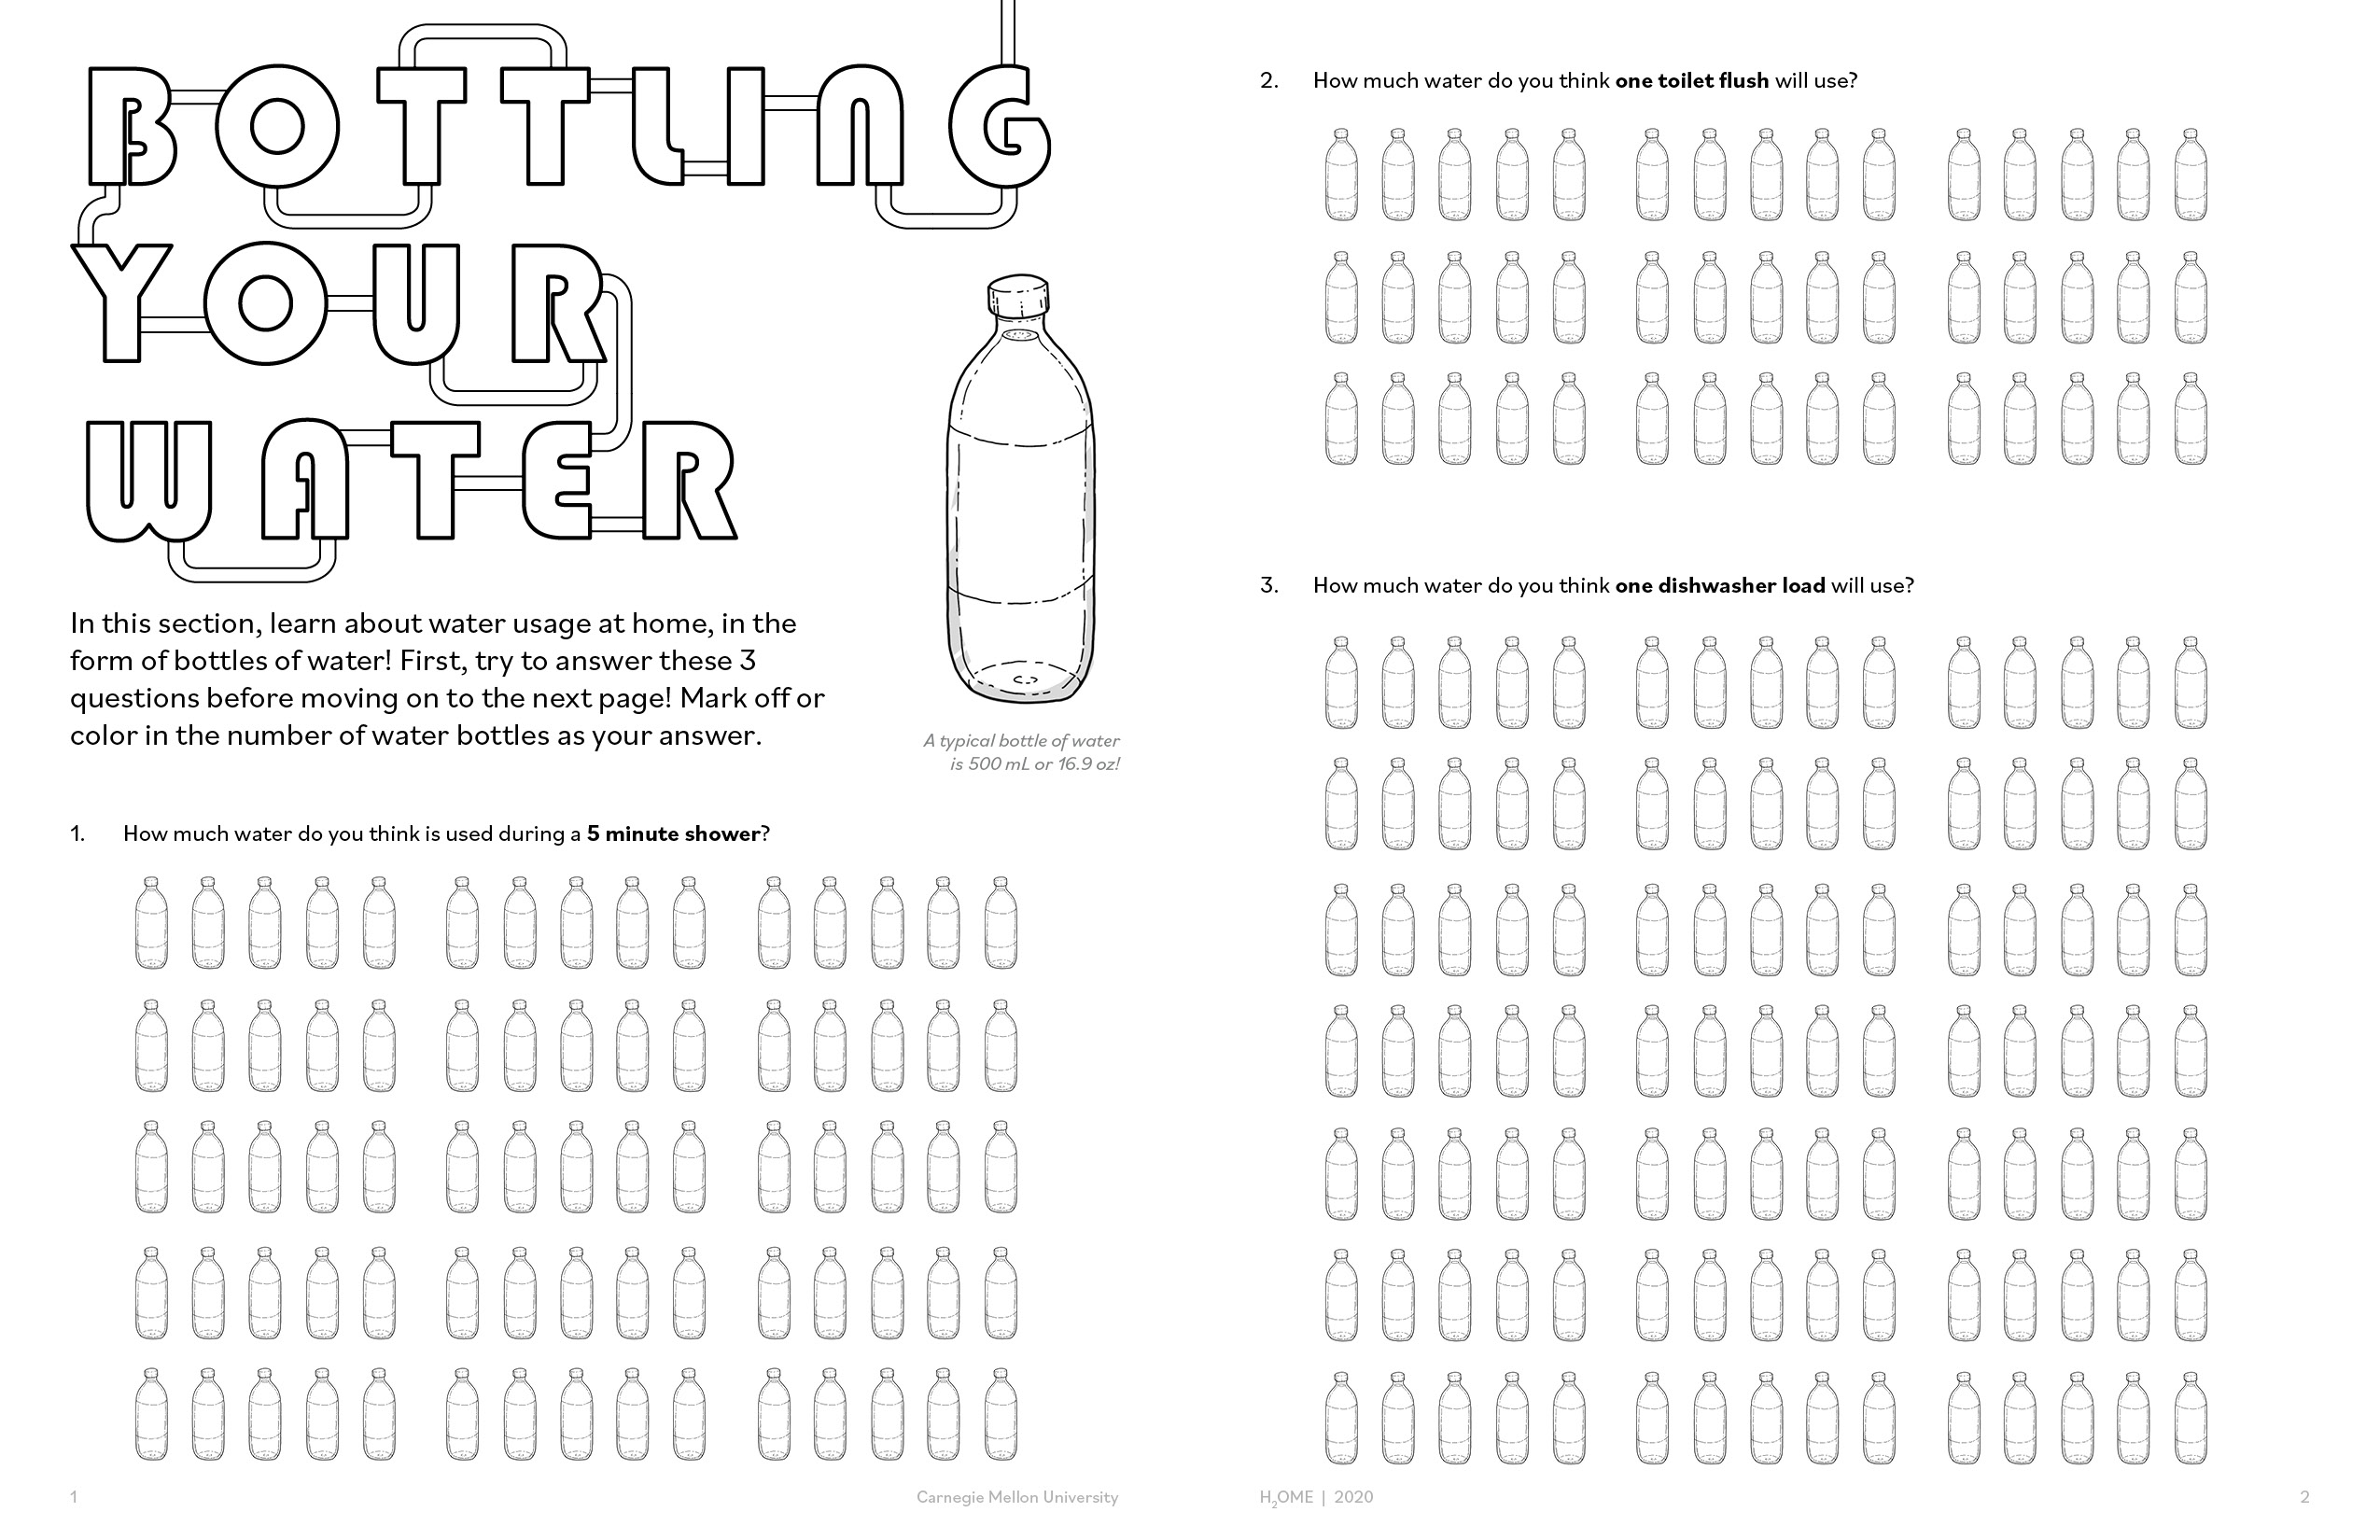 BOTTLING
YOUR
WATER
In this section, learn about water usage at home, in the
form of bottles of water! First, try to answer these 3
questions before moving on to the next page! Mark off or
color in the number of water bottles as your answer.
A typical bottle of water
is 500 mL or 16.9 oz!
1. How much water do you think is used during a 5 minute shower?
1
Carnegie Mellon University
2. How much water do you think one toilet flush will use?
3. How much water do you think one dishwasher load will use?
H₂OME | 2020
2